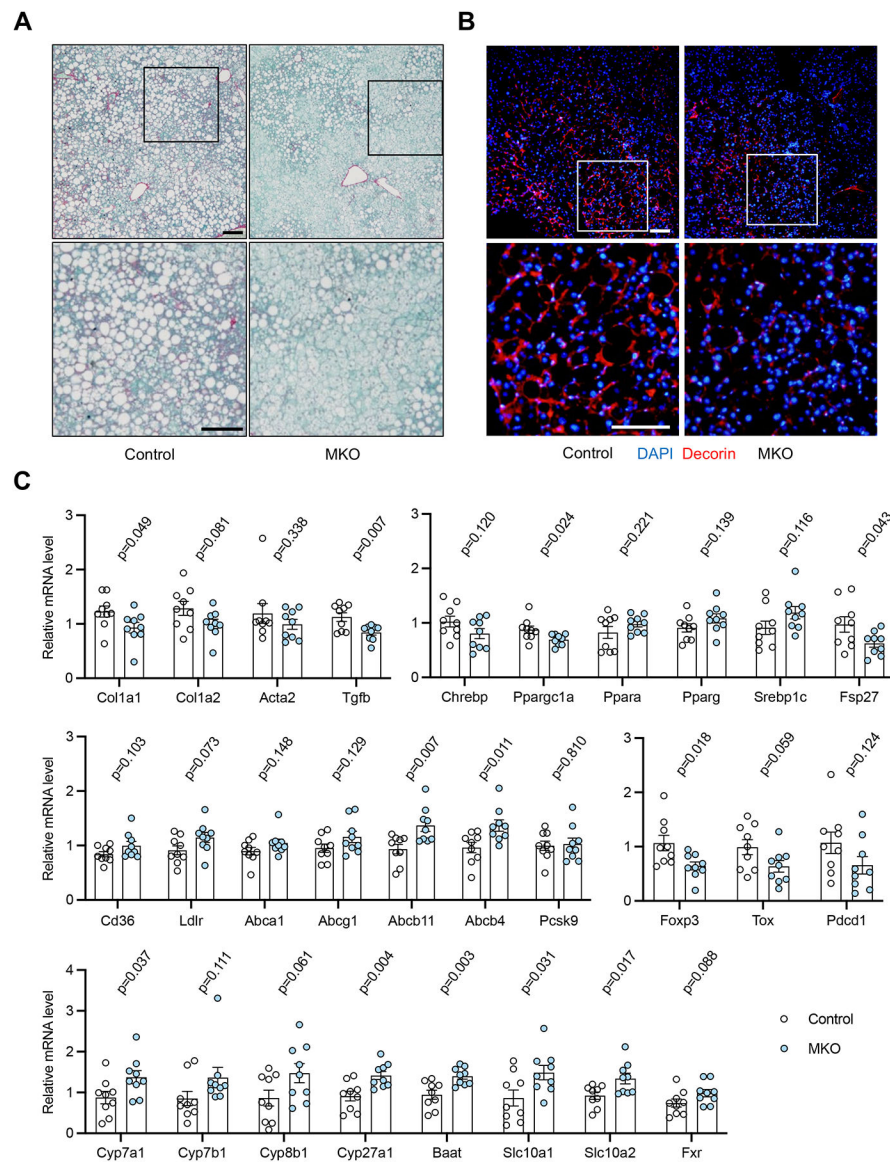 A
B
Control
MKO
Control
DAPI
Decorin
MKO
C
Relative mRNA level
3
2
1
0
p=0.049
p=0.081
p=0.338
p=0.007
Col1a1
Col1a2
Acta2
Tgfb
3
2
1
0
p=0.120
p=0.024
p=0.221
p=0.139
p=0.116
p=0.043
Chrebp
Ppargc1a
Ppara
Pparg
Srebp1c
Fsp27
Relative mRNA level
3
2
1
0
p=0.103
p=0.073
p=0.148
p=0.129
p=0.007
p=0.011
p=0.810
Cd36
Ldlr
Abca1
Abcg1
Abcb11
Abcb4
Pcsk9
3
2
1
0
p=0.018
p=0.059
p=0.124
Foxp3
Tox
Pdcd1
Relative mRNA level
4
3
2
1
0
p=0.037
p=0.111
p=0.061
p=0.004
p=0.003
p=0.031
p=0.017
p=0.088
Cyp7a1
Cyp7b1
Cyp8b1
Cyp27a1
Baat
Slc10a1
Slc10a2
Fxr
Control
MKO